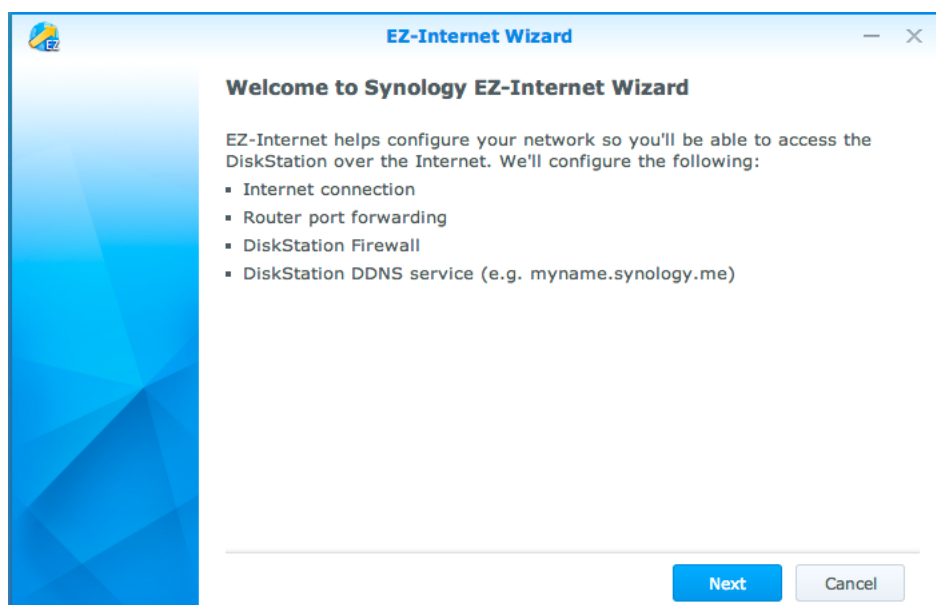 EZ
EZ-Internet Wizard
Welcome to Synology EZ-Internet Wizard
EZ-Internet helps configure your network so you'll be able to access the
DiskStation over the Internet. We'll configure the following:
▪ Internet connection
▪ Router port forwarding
▪ DiskStation Firewall
▪ DiskStation DDNS service (e.g. myname.synology.me)
Next
Cancel